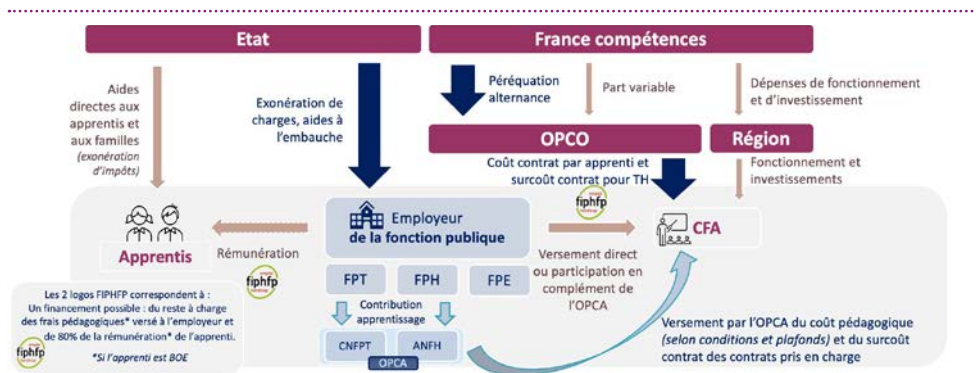 Etat
France compétences
Aides
directes aux
apprentis et
aux familles
(exonération
d'impôts)
Exonération de
charges, aides à
l'embauche
Péréquation
alternance
Part variable
Dépenses de fonctionnement
et d'investissement
OPCO
Région
Coût contrat par apprenti et
surcoût contrat pour TH
Fonctionnement et
investissements
fiphfp
Apprentis
Rémunération
fiphfp
Employeur
de la fonction publique
CFA
Versement direct
ou participation en
complément de
l'OPCA
FPT
FPH
FPE
Contribution
apprentissage
CNFPT
ANFH
OPCA
Les 2 logos FIPHFP correspondent à :
Un financement possible : du reste à charge
des frais pédagogiques* versé à l'employeur et
de 80% de la rémunération* de l'apprenti.
*Si l'apprenti est BOE
fiphfp
Versement par l'OPCA du coût pédagogique
(selon conditions et plafonds) et du surcoût
contrat des contrats pris en charge